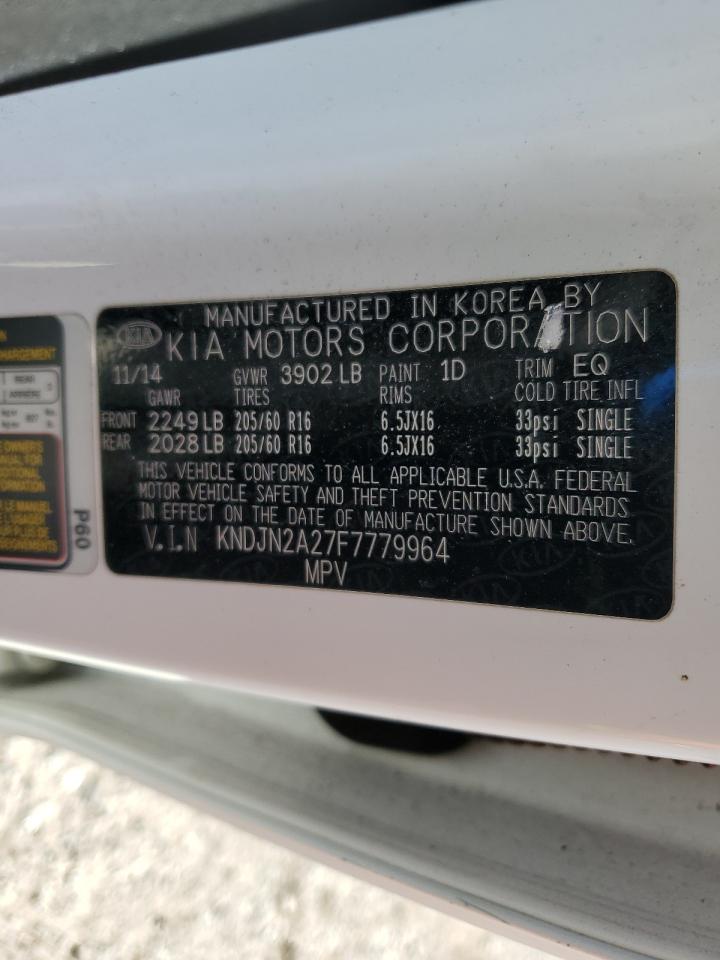 MANUFACTURED IN KOREA BY
KIA KIA MOTORS CORPORATION
11/14 GVWR 3902 LB PAINT 1D TRIM EQ
GAWR TIRES RIMS COLD TIRE INFL
FRONT 2249 LB 205/60 R16 6.5JX16 33psi SINGLE
REAR 2028 LB 205/60 R16 6.5JX16 33psi SINGLE
THIS VEHICLE CONFORMS TO ALL APPLICABLE U.S.A. FEDERAL
MOTOR VEHICLE SAFETY AND THEFT PREVENTION STANDARDS
IN EFFECT ON THE DATE OF MANUFACTURE SHOWN ABOVE.
V.I.N KNDJN2A27F7779964
MPV
P60
REAR
OWNERS